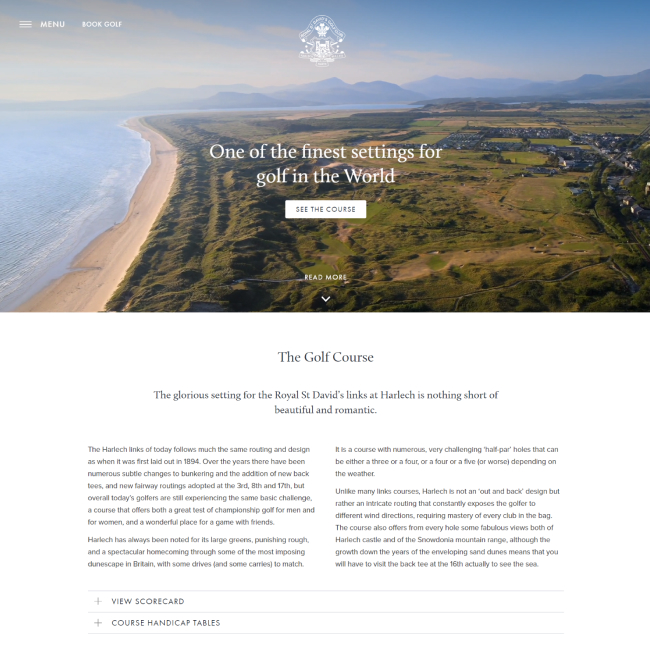 MENU
BOOK GOLF
One of the finest settings for
golf in the World
SEE THE COURSE
READ MORE
The Golf Course
The glorious setting for the Royal St David's links at Harlech is nothing short of
beautiful and romantic.
The Harlech links of today follows much the same routing and design
as when it was first laid out in 1894. Over the years there have been
numerous subtle changes to bunkering and the addition of new back
tees, and new fairway routings adopted at the 3rd, 8th and 17th, but
overall today's golfers are still experiencing the same basic challenge,
a course that offers both a great test of championship golf for men and
for women, and a wonderful place for a game with friends.
Harlech has always been noted for its large greens, punishing rough,
and a spectacular homecoming through some of the most imposing
dunescape in Britain, with some drives (and some carries) to match.
It is a course with numerous, very challenging 'half-par' holes that can
be either a three or a four, or a four or a five (or worse) depending on
the weather.
Unlike many links courses, Harlech is not an 'out and back' design but
rather an intricate routing that constantly exposes the golfer to
different wind directions, requiring mastery of every club in the bag.
The course also offers from every hole some fabulous views both of
Harlech castle and of the Snowdonia mountain range, although the
growth down the years of the enveloping sand dunes means that you
will have to visit the back tee at the 16th actually to see the sea.
VIEW SCORECARD
COURSE HANDICAP TABLES